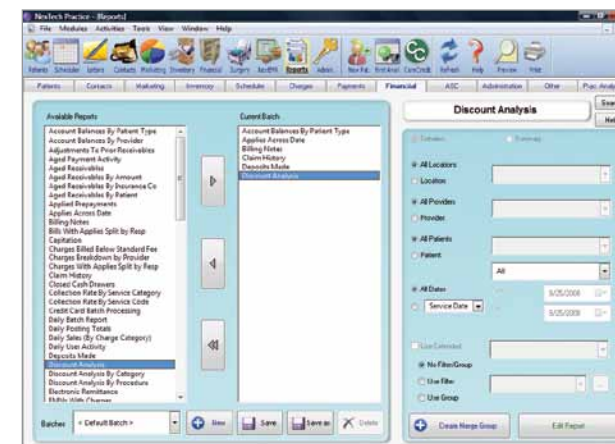 NexTech Practice - [Reports]
File Modules Activities Tools View Window Help
Patients Scheduler Letters Contacts Marketing Inventory Financial Surgery NexEMR Reports Admin. New Pat. CareCredit Refresh Help Preview Print
Patients Contacts Marketing Inventory Schedule Charges Payments Financial ASC Administration Other
Available Reports
Account Balances By Patient Type
Account Balances By Provider
Adjustments To Prior Receivables
Aged Payment Activity
Aged Receivables
Aged Receivables By Amount
Aged Receivables By Insurance Co
Aged Receivables By Patient
Applied Prepayments
Applies Across Date
Billing Notes
Bills With Applies Split by Resp
Capitation
Charges Billed Below Standard Fee
Charges Breakdown by Provider
Charges With Applies Split by Resp
Claim History
Closed Cash Drawers
Collection Rate By Service Category
Collection Rate By Service Code
Credit Card Batch Processing
Daily Batch Report
Daily Posting Totals
Daily Sales (By Charge Category)
Daily User Activity
Deposits Made
Discount Analysis
Discount Analysis By Category
Discount Analysis By Procedure
Electronic Remittance
EMNs With Charges
Current Batch
Account Balances By Patient Type
Applies Across Date
Billing Notes
Claim History
Deposits Made
Discount Analysis
Batches < Default Batch > New Save Save as Delete
Discount Analysis
Detailed Summary
All Locations
Location
All Providers
Provider
All Patients
Patient
All
All Dates
Service Date
8/25/2008
8/25/2008
Use Extended
No Filter/Group
Use Filter
Use Group
Create Merge Group Edit Report